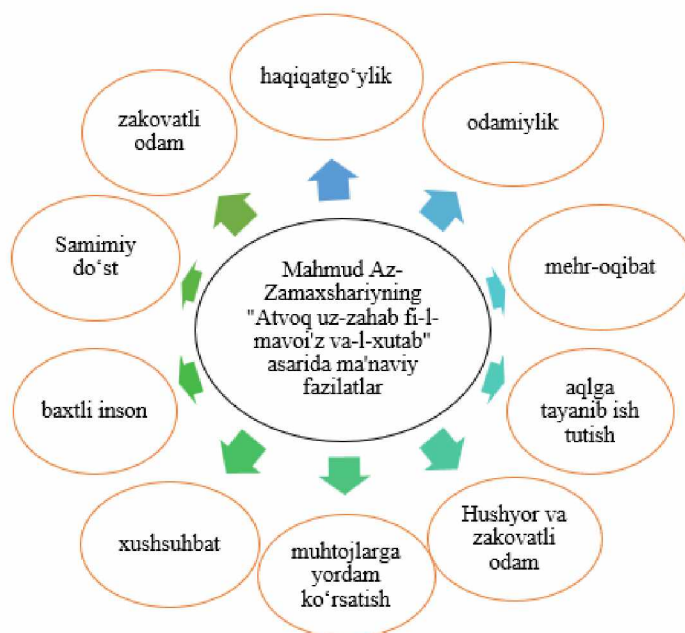 haqiqatgo‘ylik
odamiylik
mehr-oqibat
aqlga
tayanib ish
tutish
Hushyor va
zakovatli
odam
muhtojlarga
yordam
ko‘rsatish
xushsuhbat
baxtli inson
Samimiy
do‘st
zakovatli
odam
Mahmud Az-
Zamaxshariyning
"Atvoq uz-zahab fi-l-
mavoi'z va-l-xutab"
asarida ma'naviy
fazilatlar